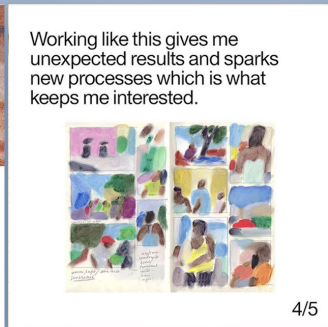 Working like this gives me
unexpected results and sparks
new processes which is what
keeps me interested.
4/5